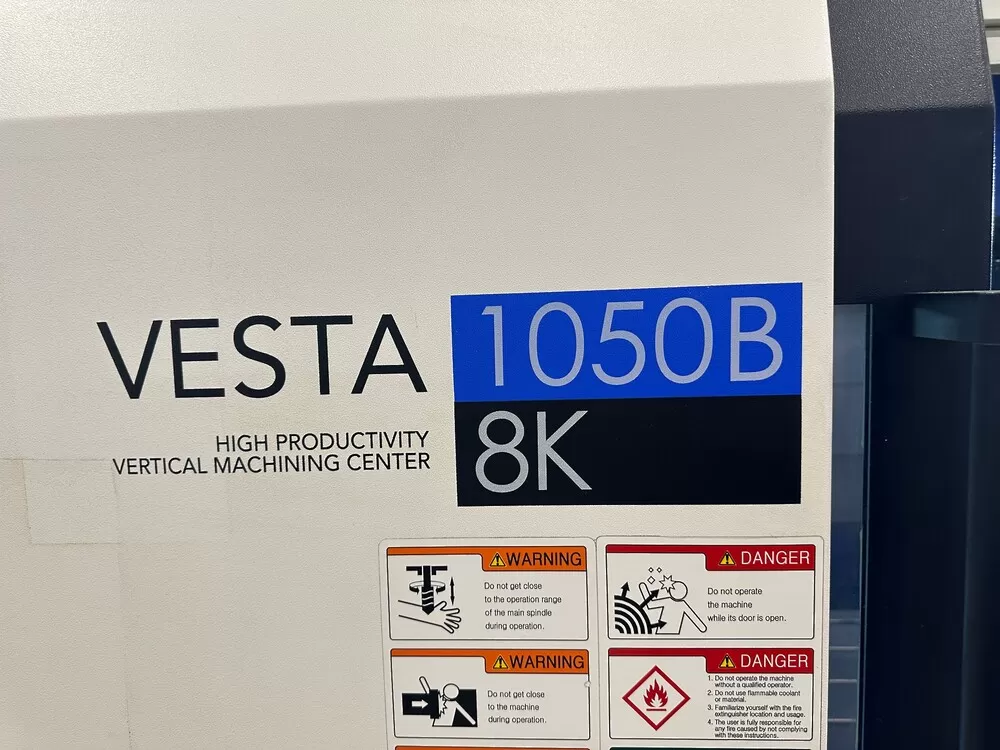 VESTA
1050B
8K
HIGH PRODUCTIVITY
VERTICAL MACHINING CENTER
WARNING
Do not get close
to the operation range
of the main spindle
during operation.
DANGER
Do not operate
the machine
while its door is open.
WARNING
Do not get close
to the machine
during operation.
DANGER
1. Do not operate the machine
without a qualified operator.
2. Do not use flammable coolant
or material.
3. Familiarize yourself with the fire
extinguisher location and usage.
4. The user is fully responsible for
any fire caused by not complying
with these instructions.